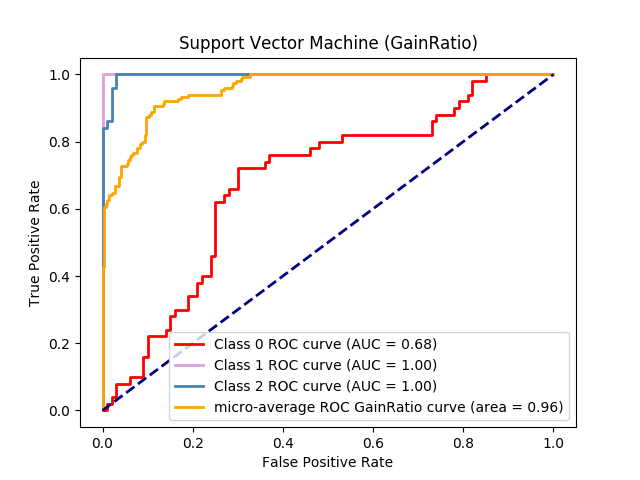 Support Vector Machine (GainRatio)
1.0
0.8
0.6
0.4
0.2
0.0
True Positive Rate
0.0 0.2 0.4 0.6 0.8 1.0
False Positive Rate
Class 0 ROC curve (AUC = 0.68)
Class 1 ROC curve (AUC = 1.00)
Class 2 ROC curve (AUC = 1.00)
micro-average ROC GainRatio curve (area = 0.96)